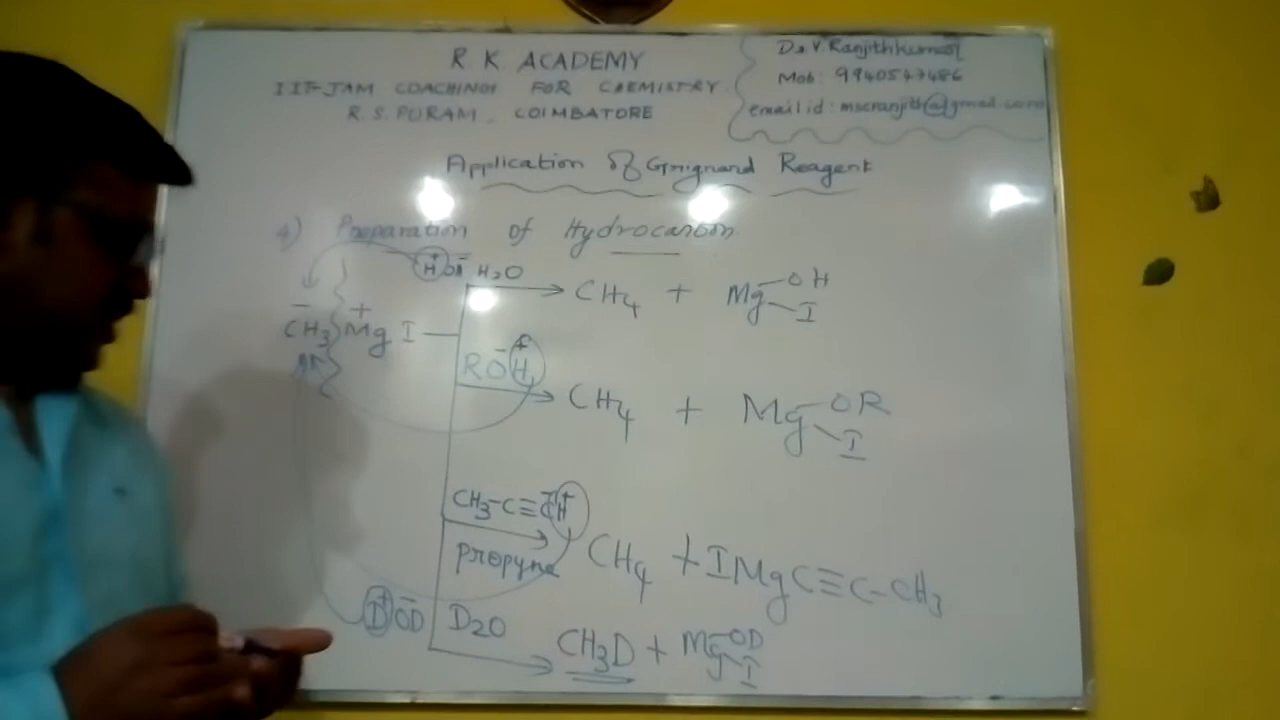 R K ACADEMY
IIT-JAM COACHING FOR CHEMISTRY
R.S. PURAM, COIMBATORE
Dr V. Ranjithkumar
Mob: 9940547486
email id: mscranjith@gmail.com
Application of Grignard Reagent
4) Preparation of Hydrocarbon
H⁺ OH⁻ H₂O → CH₄ + Mg OH I
CH₃⁻ Mg⁺ I
RO⁻ H⁺ → CH₄ + Mg OR I
CH₃-C≡C⁻H⁺
propyne → CH₄ + IMgC≡C-CH₃
D⁺ OD⁻ D₂O → CH₃D + Mg OD I